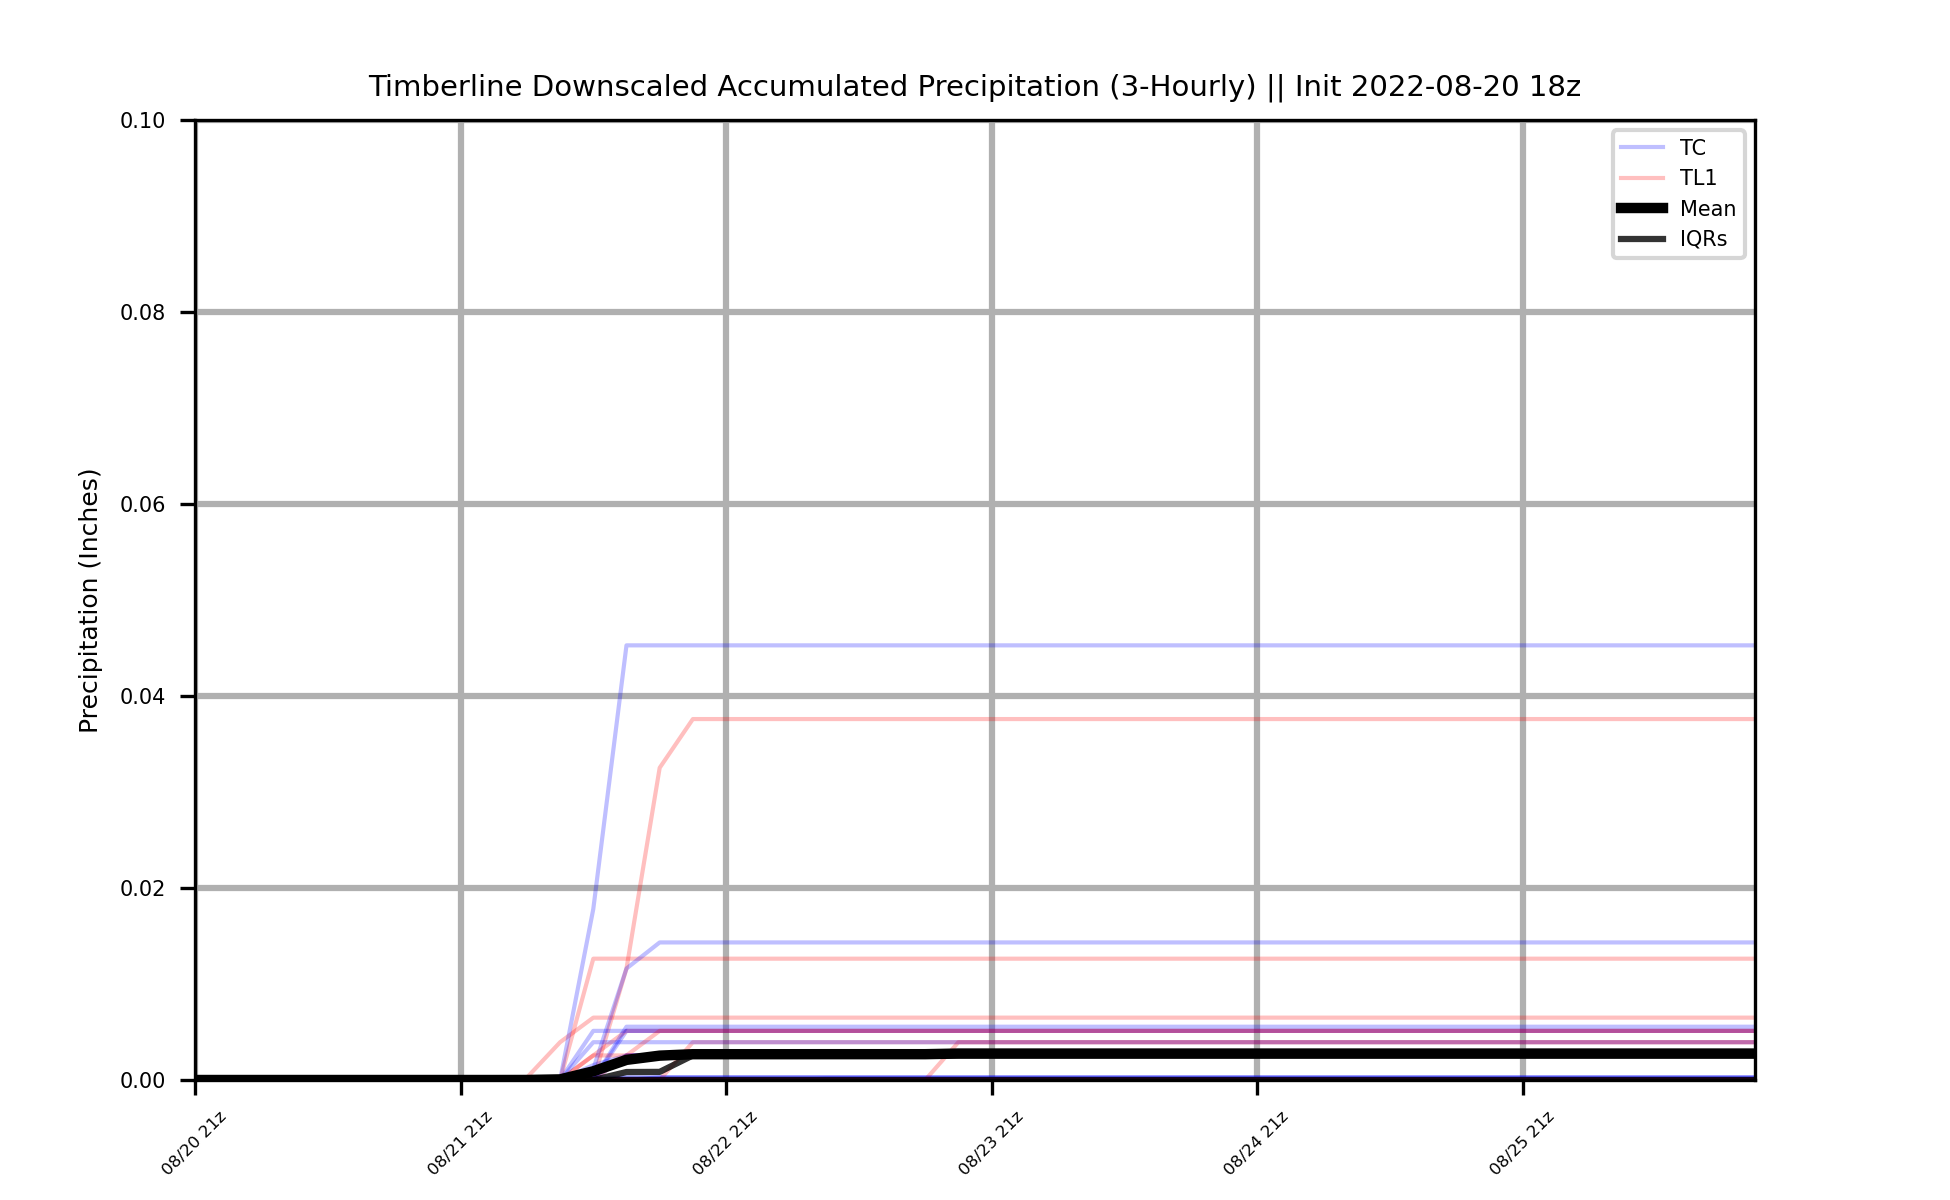 Timberline Downscaled Accumulated Precipitation (3-Hourly) || Init 2022-08-20 18z
TC
TL1
Mean
IQRs
Precipitation (Inches)
0.10
0.08
0.06
0.04
0.02
0.00
08/20 21z
08/21 21z
08/22 21z
08/23 21z
08/24 21z
08/25 21z